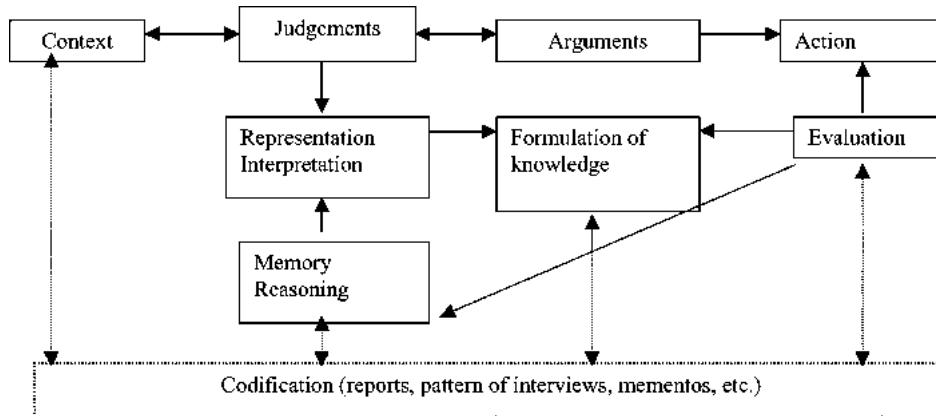 Context
Judgements
Arguments
Action
Representation
Interpretation
Formulation of
knowledge
Evaluation
Memory
Reasoning
Codification (reports, pattern of interviews, mementos, etc.)